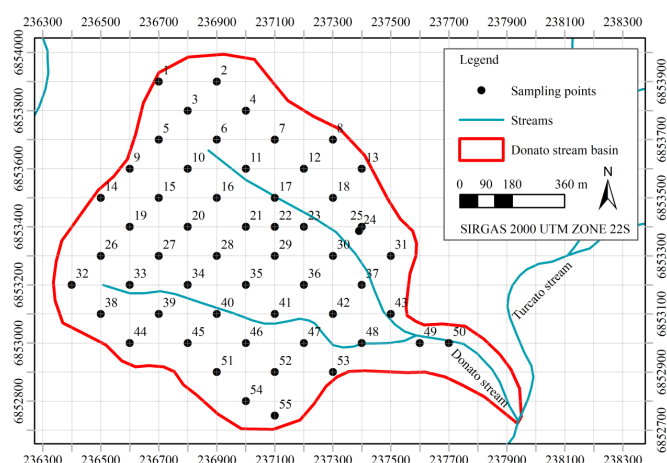 236300 236500 236700 236900 237100 237300 237500 237700 237900 238100 238300
6854000
6853800
6853600
6853400
6853200
6853000
6852800
6853900
6853700
6853500
6853300
6853100
6852900
6852700
Legend
Sampling points
Streams
Donato stream basin
0 90 180 360 m
N
SIRGAS 2000 UTM ZONE 22S
1 2
3 4
5 6 7 8
9 10 11 12 13
14 15 16 17 18
19 20 21 22 23 25 24
26 27 28 29 30 31
32 33 34 35 36 37
38 39 40 41 42 43
44 45 46 47 48 49 50
51 52 53
54
55
Turcato stream
Donato stream
236300 236500 236700 236900 237100 237300 237500 237700 237900 238100 238300